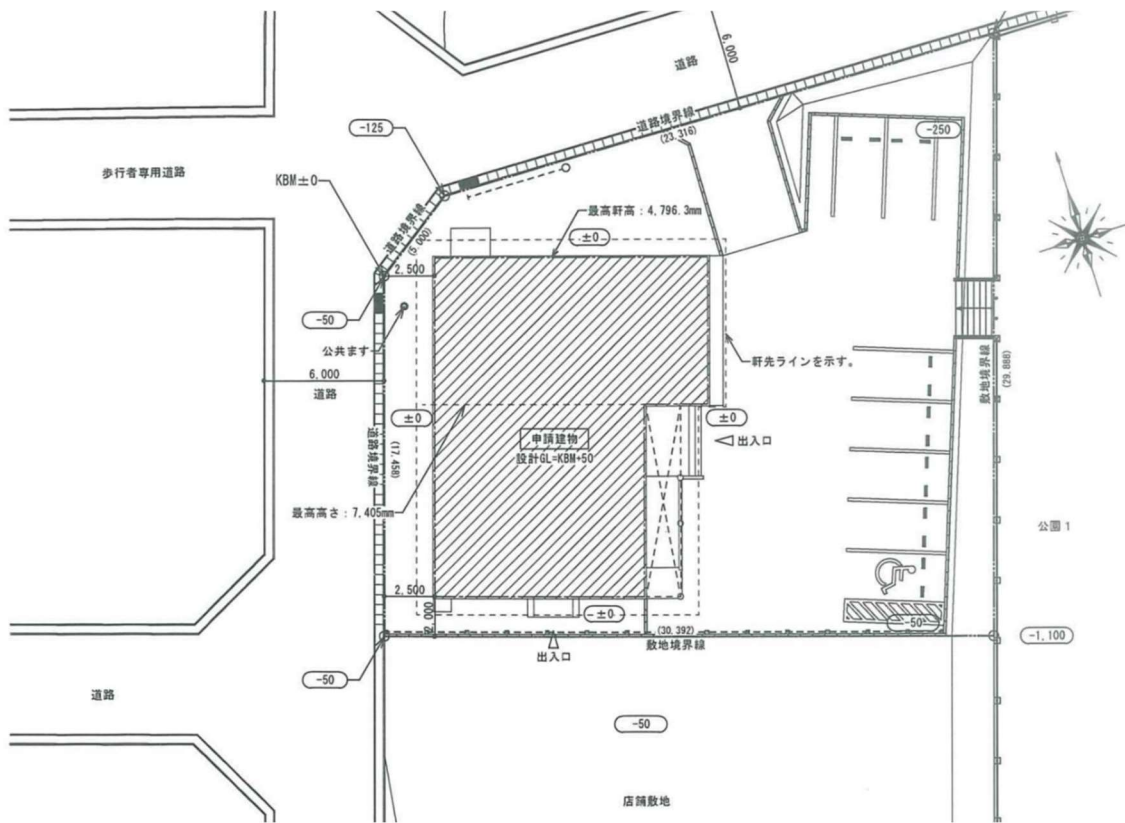 6,000
道路
-125
道路境界線
(23.316)
-250
歩行者専用道路
KBM±0
道路境界線
(5.000)
最高軒高：4,796.3mm
±0
2,500
-50
公共ます
軒先ラインを示す。
敷地境界線
(29.888)
6,000
道路
±0
±0
出入口
道路境界線
(17.458)
申請建物
設計GL=KBM+50
最高高さ：7,405mm
公園1
2,500
2,000
±0
-50
(30.392)
敷地境界線
-1,100
出入口
-50
道路
-50
店舗敷地